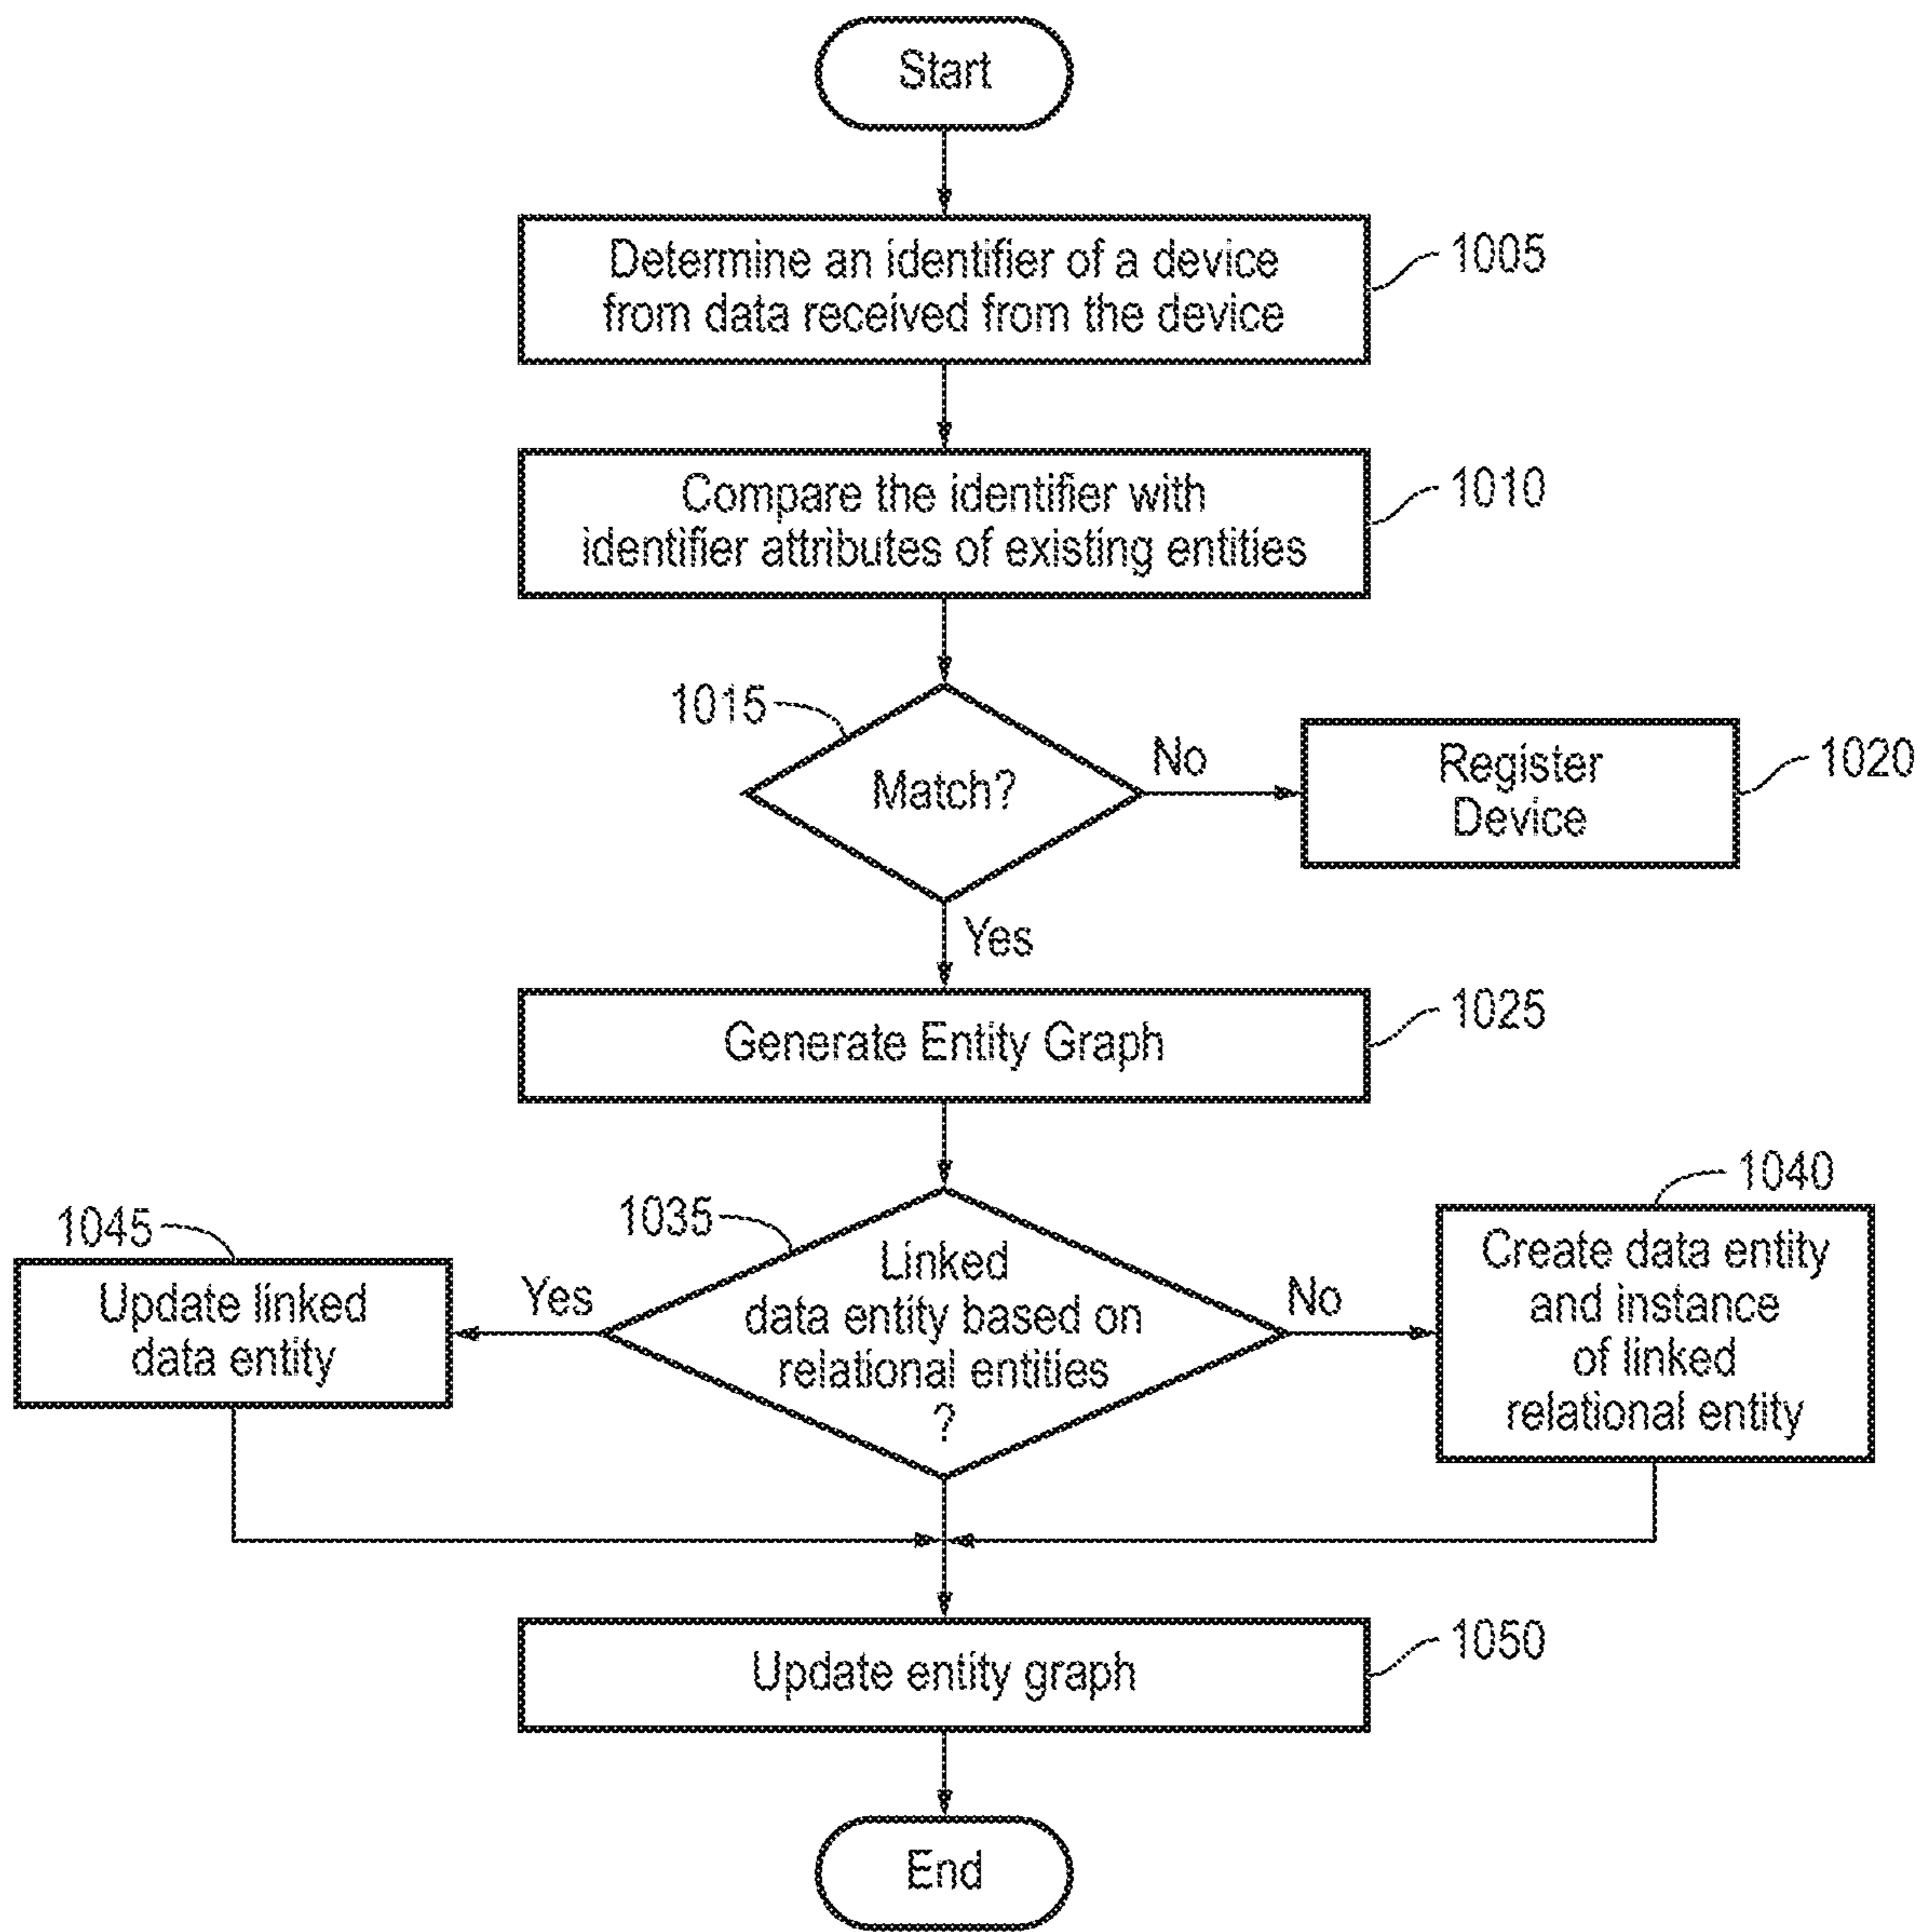 Start
Determine an identifier of a device
from data received from the device
1005
Compare the identifier with
identifier attributes of existing entities
1010
1015
Match?
No
Register
Device
1020
Yes
Generate Entity Graph
1025
1045
Update linked
data entity
Yes
1035
Linked
data entity based on
relational entities
?
No
1040
Create data entity
and instance
of linked
relational entity
Update entity graph
1050
End